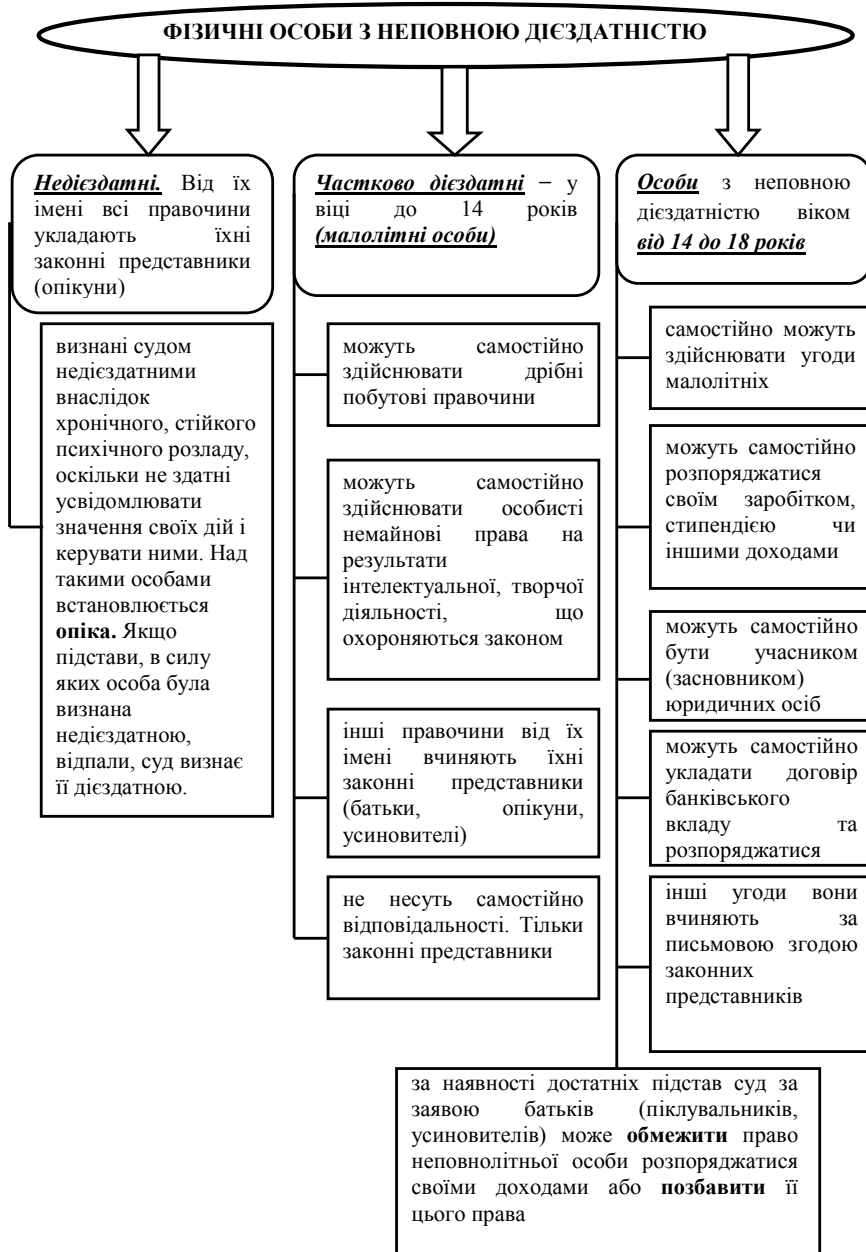 ФІЗИЧНІ ОСОБИ З НЕПОВНОЮ ДІЄЗДАТНІСТЮ
Недієздатні. Від їх
імені всі правочини
укладають їхні
законні представники
(опікуни)
визнані судом
недієздатними
внаслідок
хронічного, стійкого
психічного розладу,
оскільки не здатні
усвідомлювати
значення своїх дій і
керувати ними. Над
такими особами
встановлюється
опіка. Якщо
підстави, в силу
яких особа була
визнана
недієздатною,
відпали, суд визнає
її дієздатною.
Частково дієздатні – у
віці до 14 років
(малолітні особи)
можуть самостійно
здійснювати дрібні
побутові правочини
можуть самостійно
здійснювати особисті
немайнові права на
результати
інтелектуальної, творчої
діяльності, що
охороняються законом
інші правочини від їх
імені вчиняють їхні
законні представники
(батьки, опікуни,
усиновителі)
не несуть самостійно
відповідальності. Тільки
законні представники
Особи з неповною
дієздатністю віком
від 14 до 18 років
самостійно можуть
здійснювати угоди
малолітніх
можуть самостійно
розпоряджатися
своїм заробітком,
стипендією чи
іншими доходами
можуть самостійно
бути учасником
(засновником)
юридичних осіб
можуть самостійно
укладати договір
банківського
вкладу та
розпоряджатися
інші угоди вони
вчиняють за
письмовою згодою
законних
представників
за наявності достатніх підстав суд за
заявою батьків (піклувальників,
усиновителів) може обмежити право
неповнолітньої особи розпоряджатися
своїми доходами або позбавити її
цього права